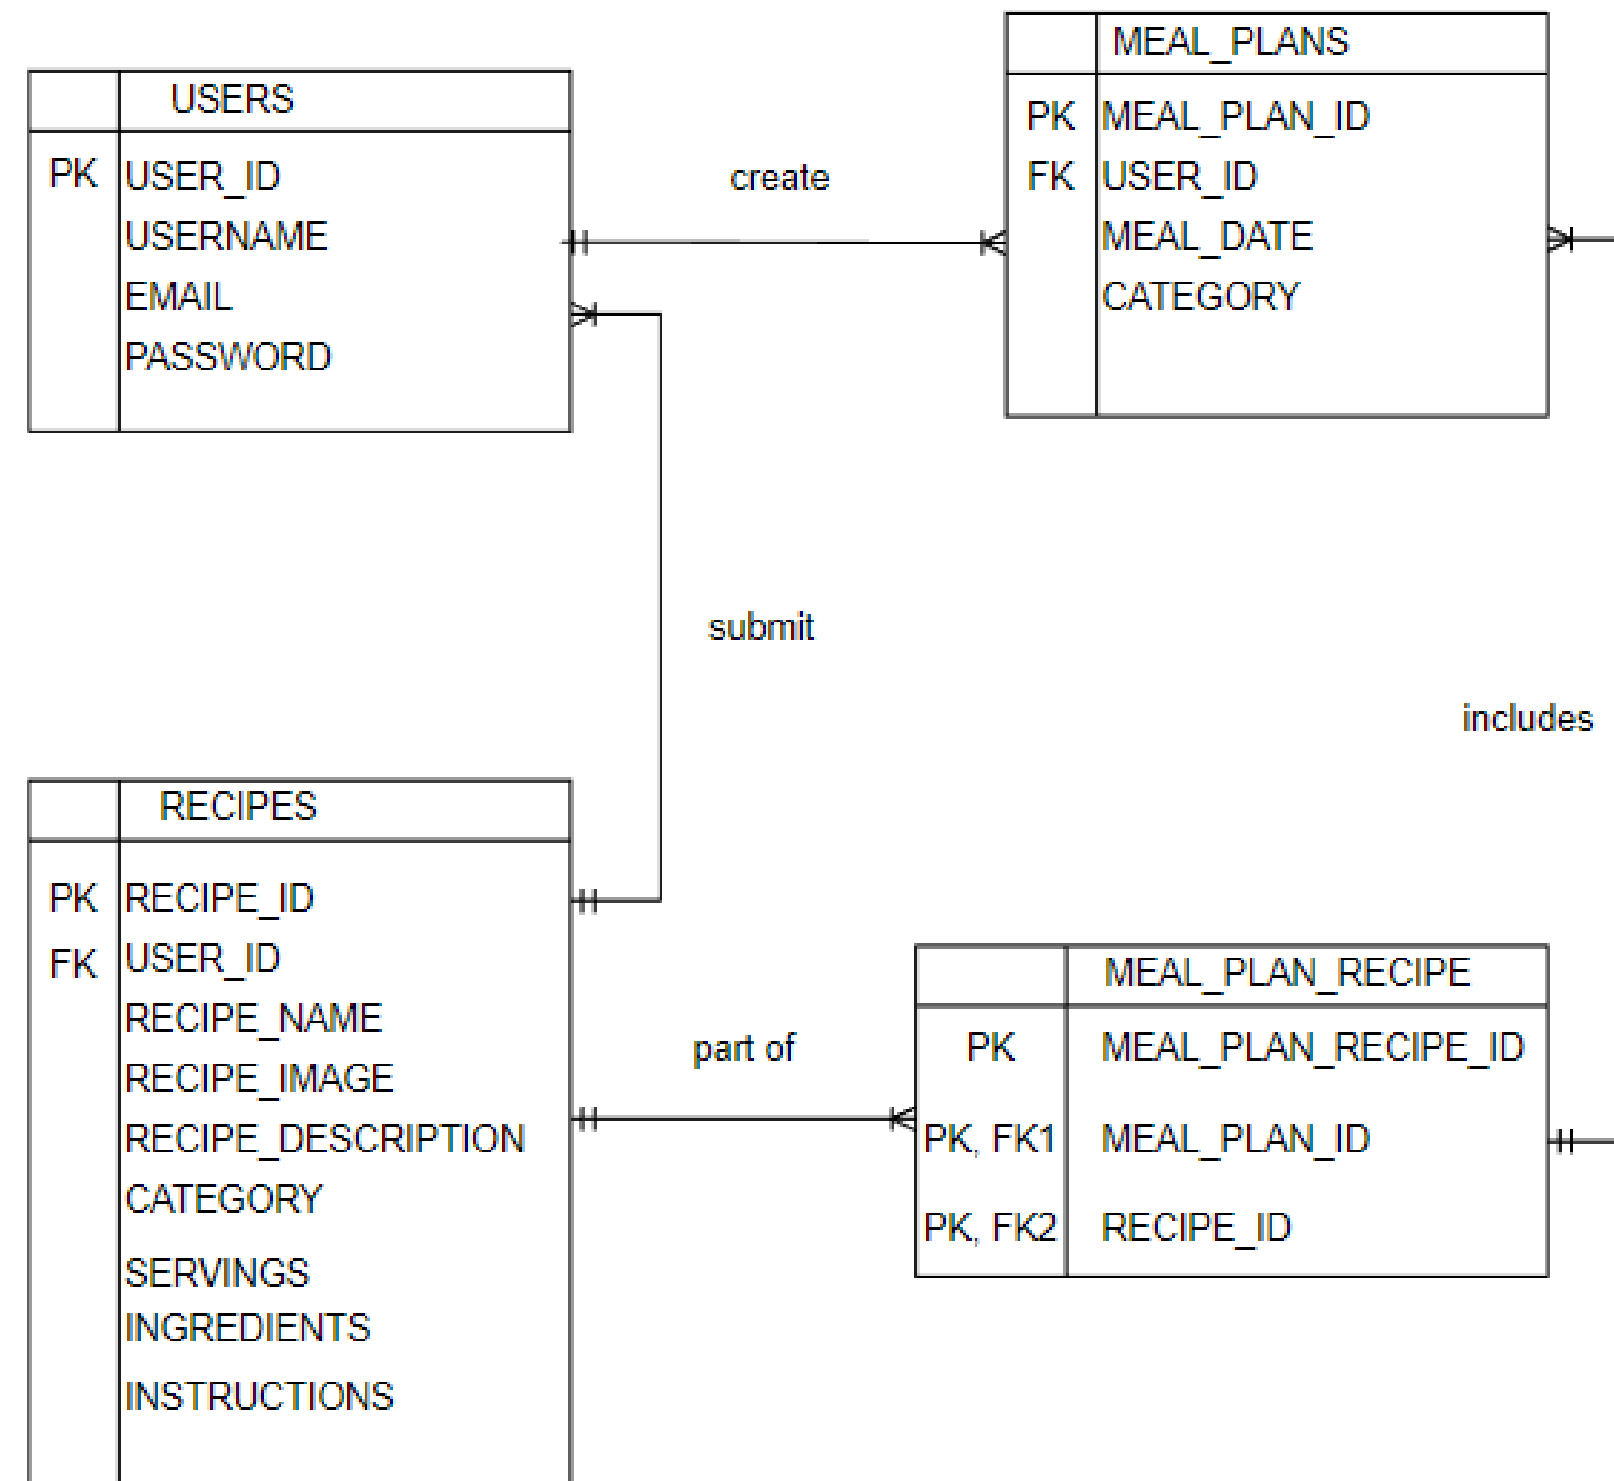 USERS
PK USER_ID
USERNAME
EMAIL
PASSWORD
create
MEAL_PLANS
PK MEAL_PLAN_ID
FK USER_ID
MEAL_DATE
CATEGORY
submit
includes
RECIPES
PK RECIPE_ID
FK USER_ID
RECIPE_NAME
RECIPE_IMAGE
RECIPE_DESCRIPTION
CATEGORY
SERVINGS
INGREDIENTS
INSTRUCTIONS
part of
MEAL_PLAN_RECIPE
PK MEAL_PLAN_RECIPE_ID
PK, FK1 MEAL_PLAN_ID
PK, FK2 RECIPE_ID